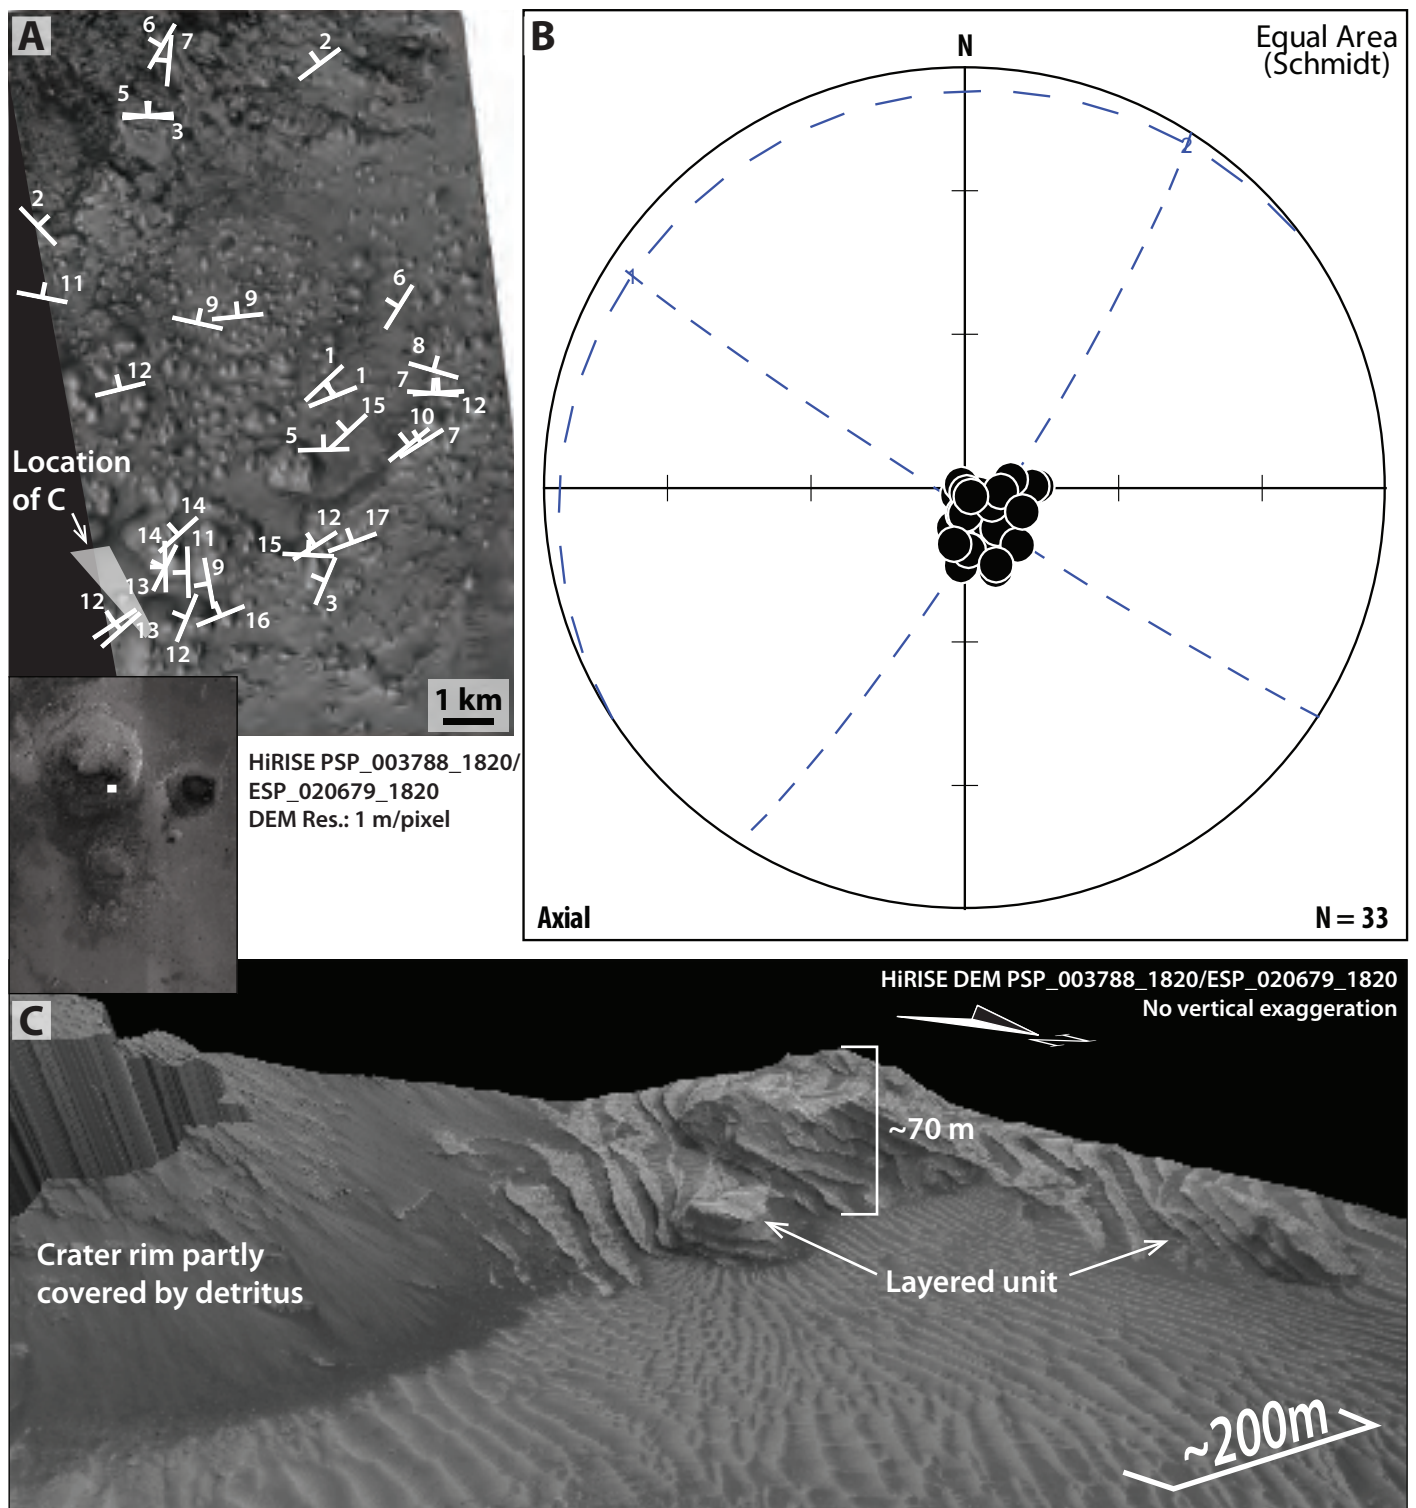 A
6
7
2
5
3
2
11
9
9
6
12
1
1
8
7
12
15
10
5
7
Location
of C
14
14
11
12
17
15
9
13
3
12
13
16
12
1 km
HiRISE PSP_003788_1820/
ESP_020679_1820
DEM Res.: 1 m/pixel
B
N
Equal Area
(Schmidt)
2
1
Axial
N = 33
C
HiRISE DEM PSP_003788_1820/ESP_020679_1820
No vertical exaggeration
~70 m
Crater rim partly
covered by detritus
Layered unit
~200m